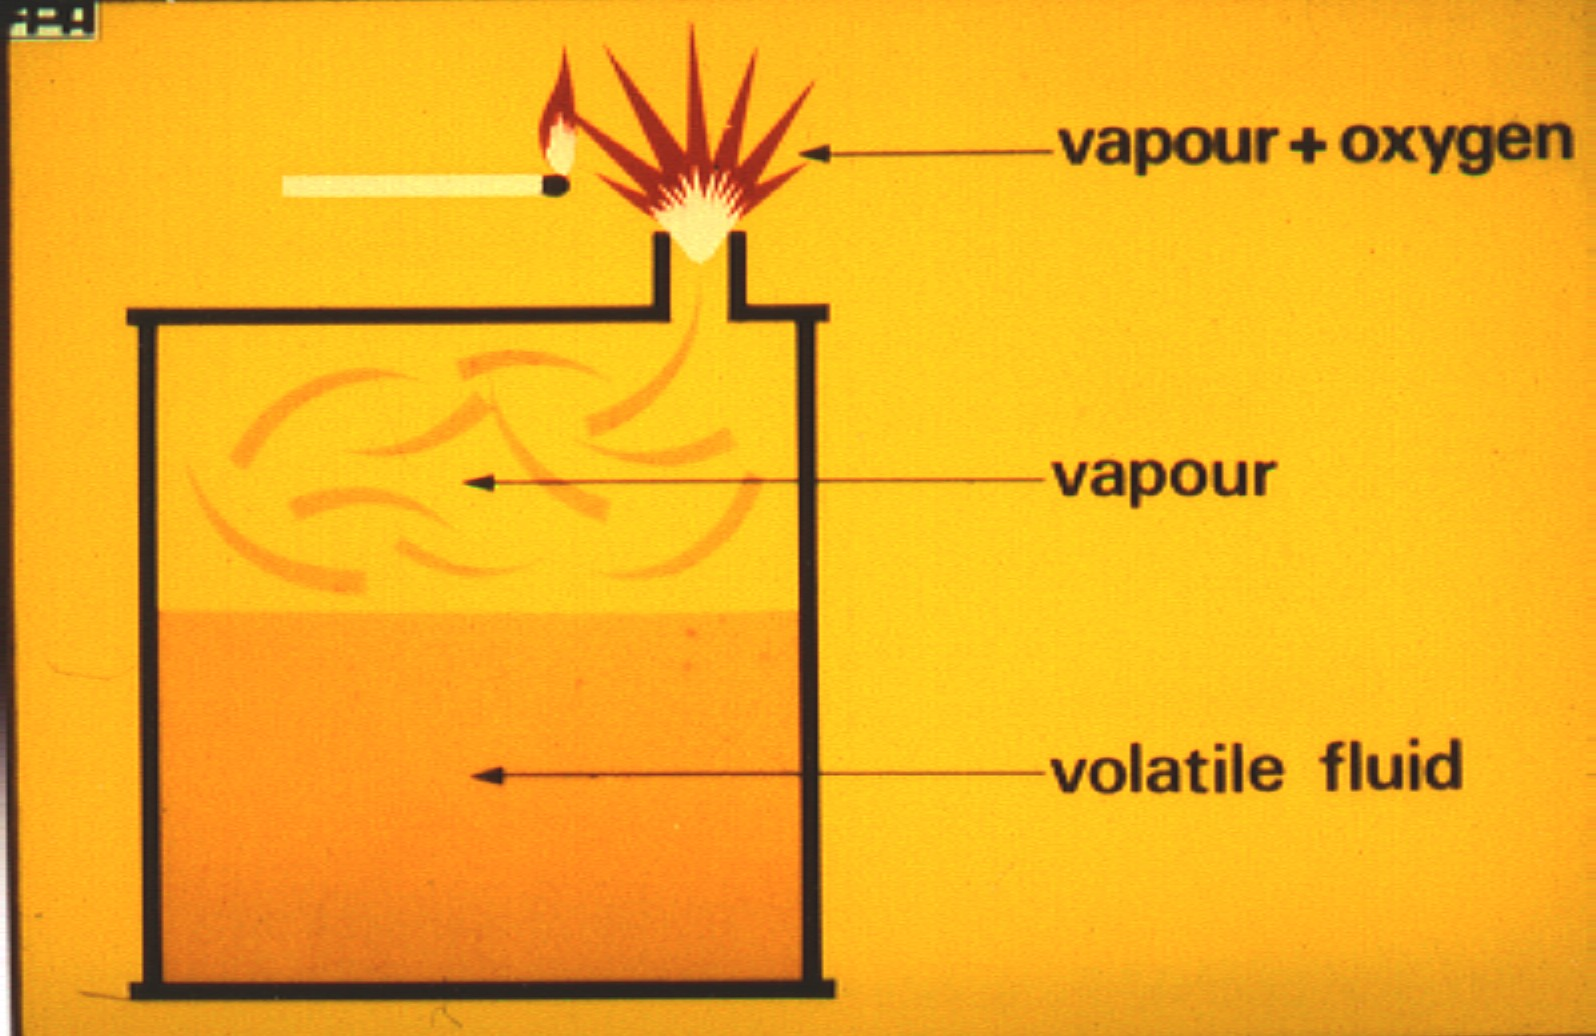 vapour + oxygen
vapour
volatile fluid